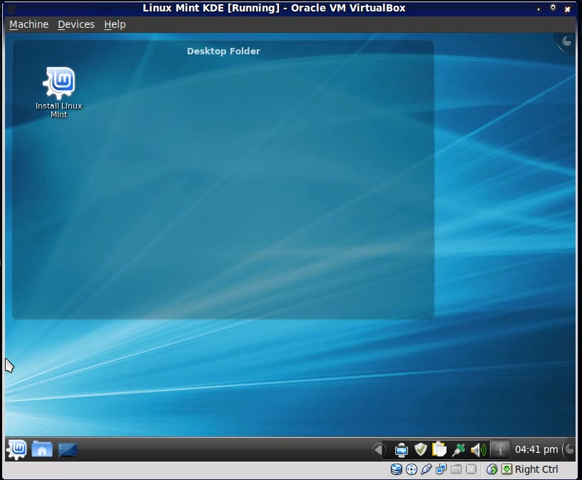 Linux Mint KDE [Running] - Oracle VM VirtualBox
Machine Devices Help
Desktop Folder
Install Linux
Mint
04:41 pm
Right Ctrl